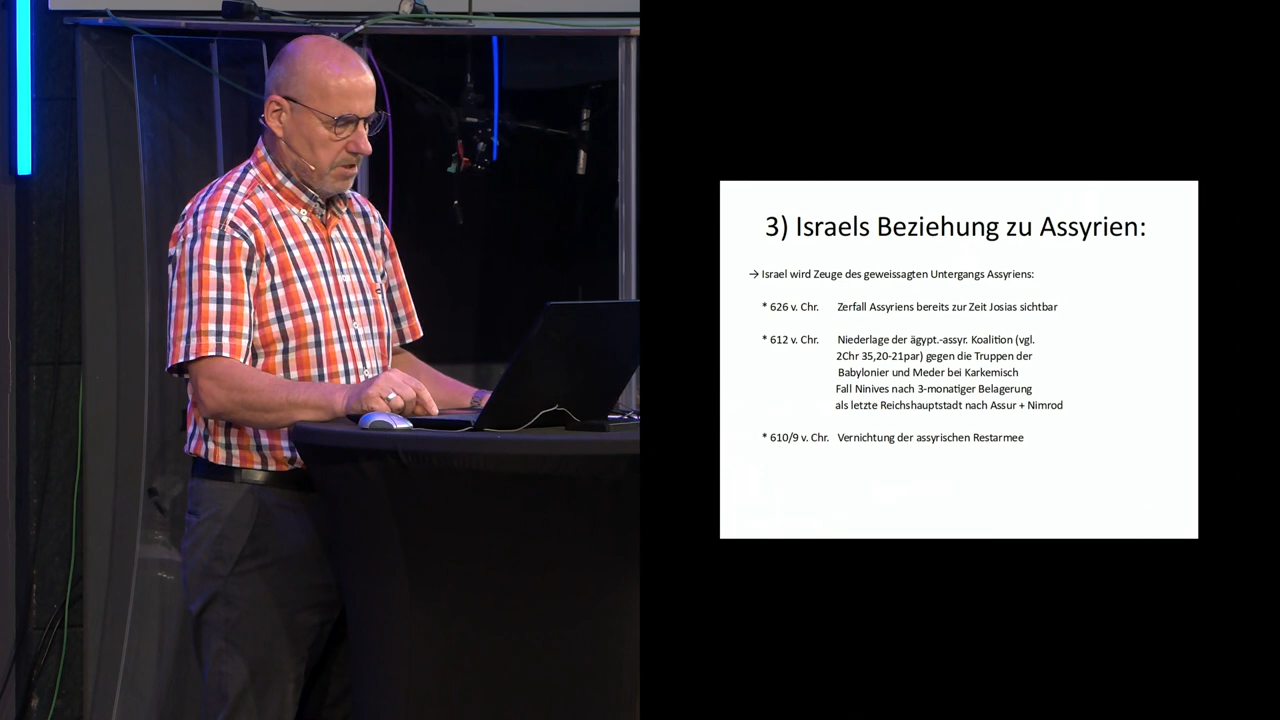 3) Israels Beziehung zu Assyrien:
→ Israel wird Zeuge des geweissagten Untergangs Assyriens:
* 626 v. Chr. Zerfall Assyriens bereits zur Zeit Josias sichtbar
* 612 v. Chr. Niederlage der ägypt.-assyr. Koalition (vgl.
2Chr 35,20-21par) gegen die Truppen der
Babylonier und Meder bei Karkemisch
Fall Ninives nach 3-monatiger Belagerung
als letzte Reichshauptstadt nach Assur + Nimrod
* 610/9 v. Chr. Vernichtung der assyrischen Restarmee